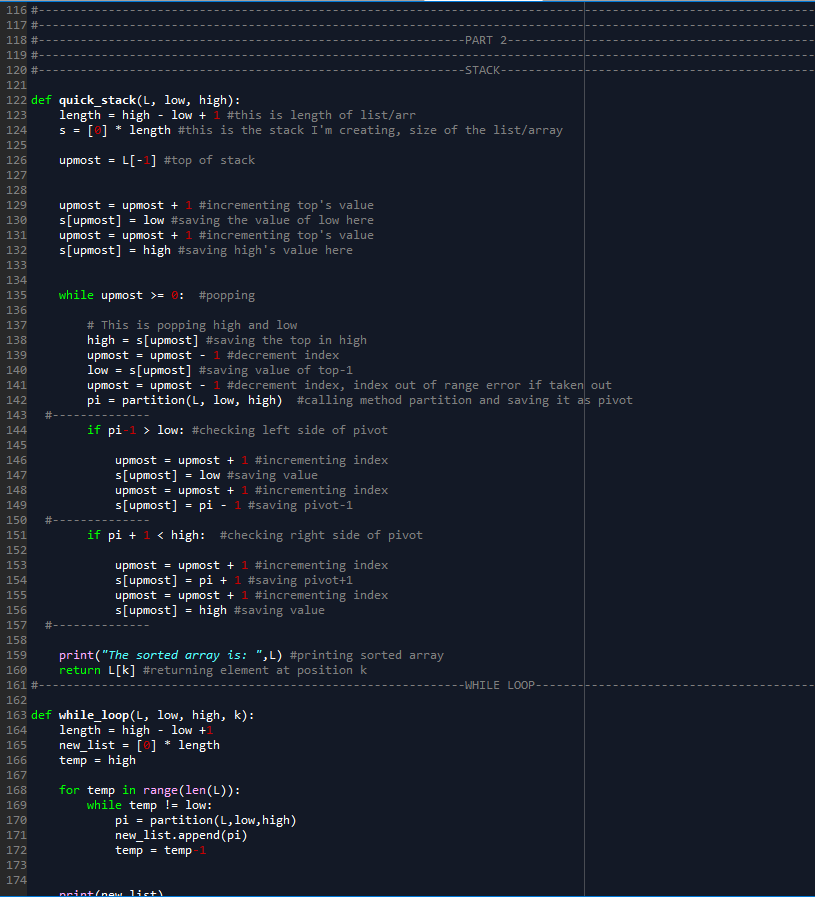 116 #------------------------------------------------------------------------------------------------------------
117 #------------------------------------------------------------------------------------------------------------
118 #-------------------------------------------------------------PART 2--------------------------------------------
119 #------------------------------------------------------------------------------------------------------------
120 #-------------------------------------------------------------STACK---------------------------------------------
121
122 def quick_stack(L, low, high):
123     length = high - low + 1 #this is length of list/arr
124     s = [0] * length #this is the stack I'm creating, size of the list/array
125
126     upmost = L[-1] #top of stack
127
128
129     upmost = upmost + 1 #incrementing top's value
130     s[upmost] = low #saving the value of low here
131     upmost = upmost + 1 #incrementing top's value
132     s[upmost] = high #saving high's value here
133
134
135     while upmost >= 0:  #popping
136
137         # This is popping high and low
138         high = s[upmost] #saving the top in high
139         upmost = upmost - 1 #decrement index
140         low = s[upmost] #saving value of top-1
141         upmost = upmost - 1 #decrement index, index out of range error if taken out
142         pi = partition(L, low, high)  #calling method partition and saving it as pivot
143   #--------------
144         if pi-1 > low: #checking left side of pivot
145
146             upmost = upmost + 1 #incrementing index
147             s[upmost] = low #saving value
148             upmost = upmost + 1 #incrementing index
149             s[upmost] = pi - 1 #saving pivot-1
150   #--------------
151         if pi + 1 < high:  #checking right side of pivot
152
153             upmost = upmost + 1 #incrementing index
154             s[upmost] = pi + 1 #saving pivot+1
155             upmost = upmost + 1 #incrementing index
156             s[upmost] = high #saving value
157   #--------------
158
159     print("The sorted array is: ",L) #printing sorted array
160     return L[k] #returning element at position k
161 #-------------------------------------------------------------WHILE LOOP----------------------------------------
162
163 def while_loop(L, low, high, k):
164     length = high - low +1
165     new_list = [0] * length
166     temp = high
167
168     for temp in range(len(L)):
169         while temp != low:
170             pi = partition(L,low,high)
171             new_list.append(pi)
172             temp = temp-1
173
174
print(new_list)